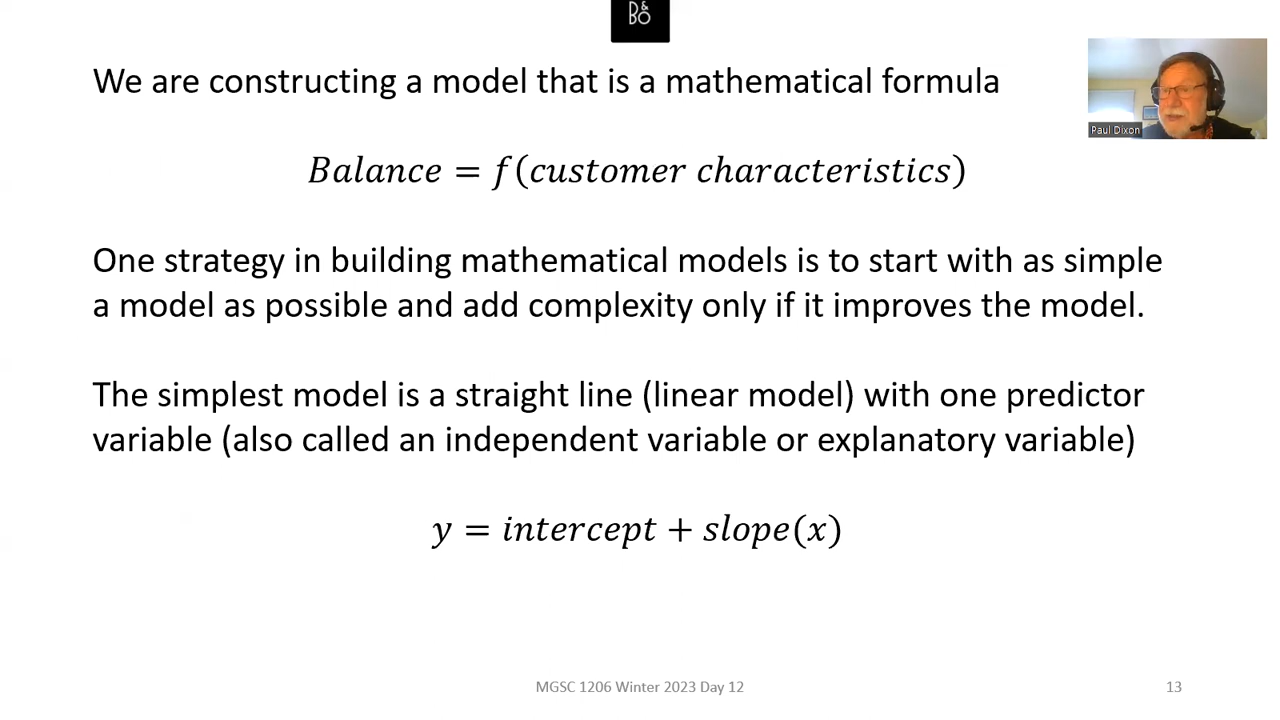 B&O
We are constructing a model that is a mathematical formula
Paul Dixon
Balance = f(customer characteristics)
One strategy in building mathematical models is to start with as simple
a model as possible and add complexity only if it improves the model.
The simplest model is a straight line (linear model) with one predictor
variable (also called an independent variable or explanatory variable)
y = intercept + slope(x)
MGSC 1206 Winter 2023 Day 12
13